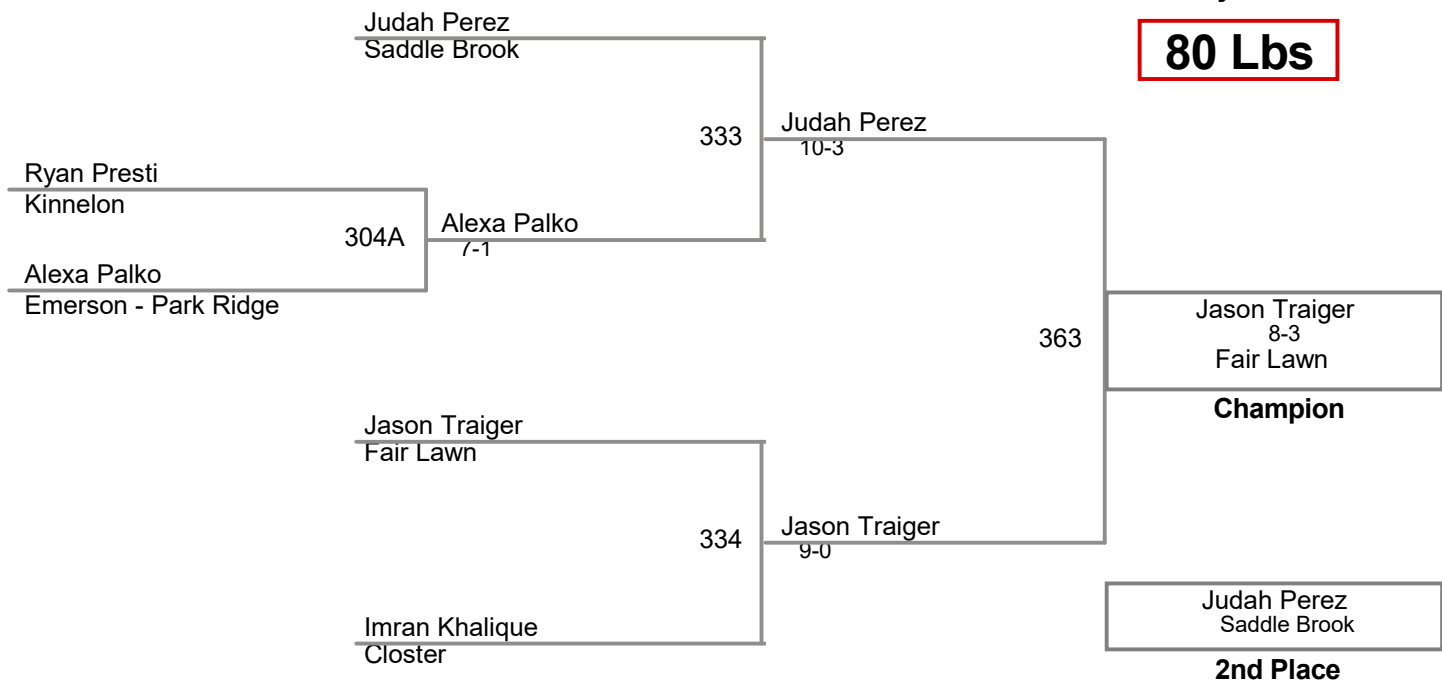 Judah Perez
Saddle Brook
80 Lbs
333
Judah Perez
10-3
Ryan Presti
Kinnelon
304A
Alexa Palko
7-1
Alexa Palko
Emerson - Park Ridge
363
Jason Traiger
8-3
Fair Lawn
Champion
Jason Traiger
Fair Lawn
334
Jason Traiger
9-0
Imran Khalique
Closter
Judah Perez
Saddle Brook
2nd Place